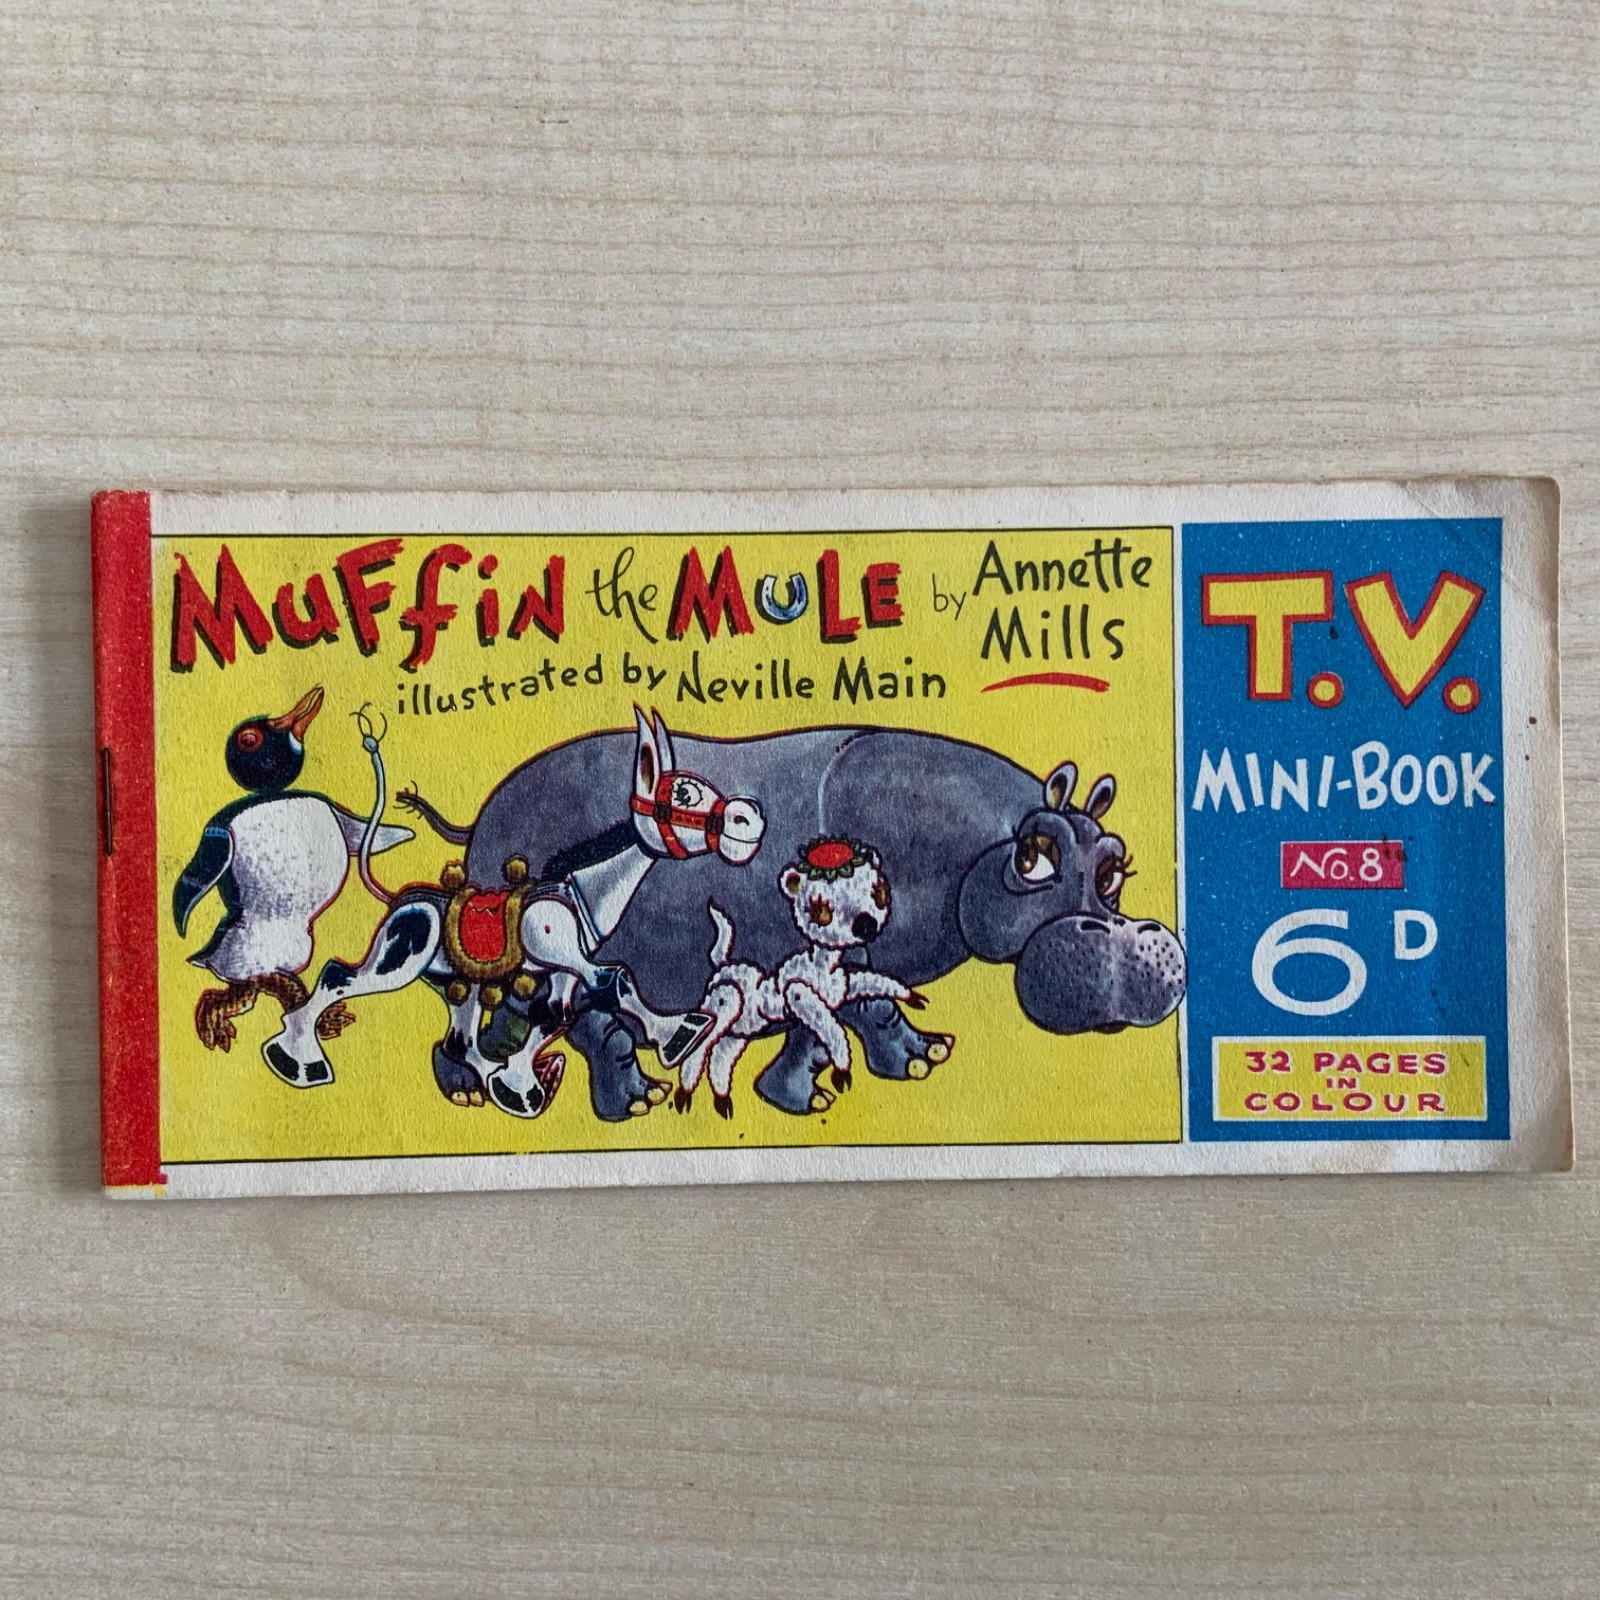 MUFFIN the MULE by Annette
Mills
illustrated by Neville Main
T.V.
MINI-BOOK
No.8
6D
32 PAGES
IN
COLOUR